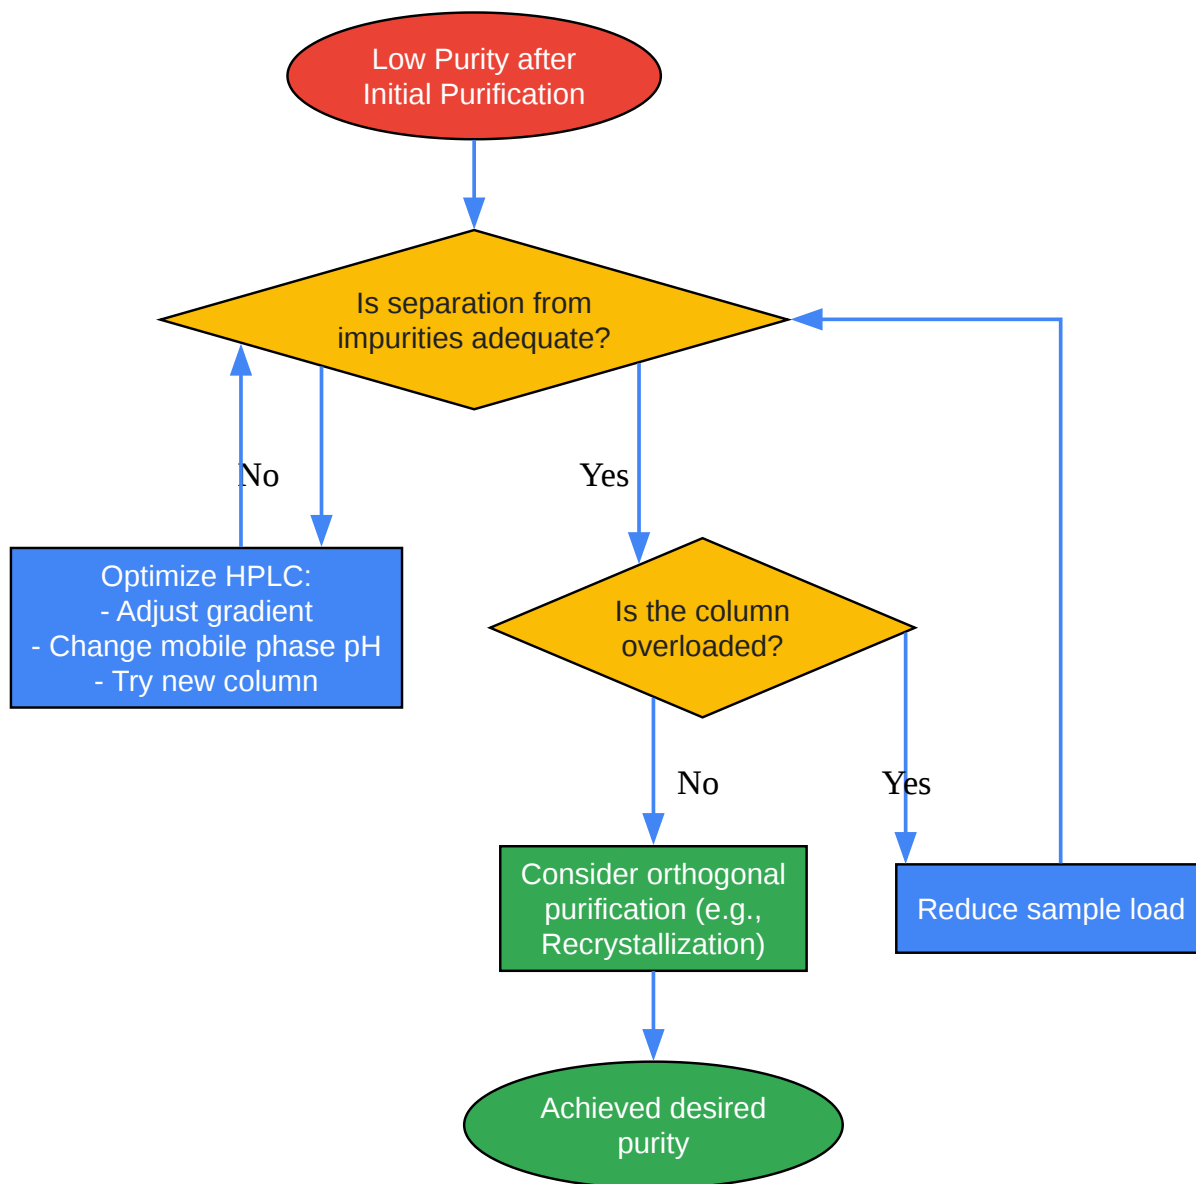 Low Purity after
Initial Purification
Is separation from
impurities adequate?
No
Yes
Optimize HPLC:
- Adjust gradient
- Change mobile phase pH
- Try new column
Is the column
overloaded?
No
Yes
Consider orthogonal
purification (e.g.,
Recrystallization)
Reduce sample load
Achieved desired
purity